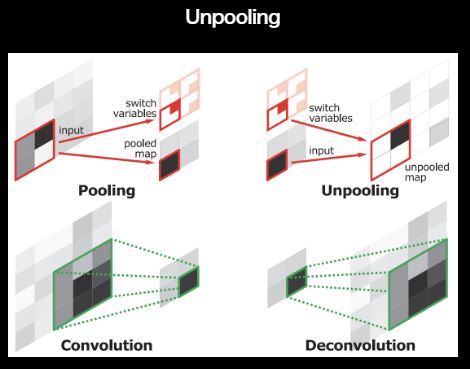 Unpooling
input
switch
variables
pooled
map
Pooling
switch
variables
input
unpooled
map
Unpooling
Convolution
Deconvolution